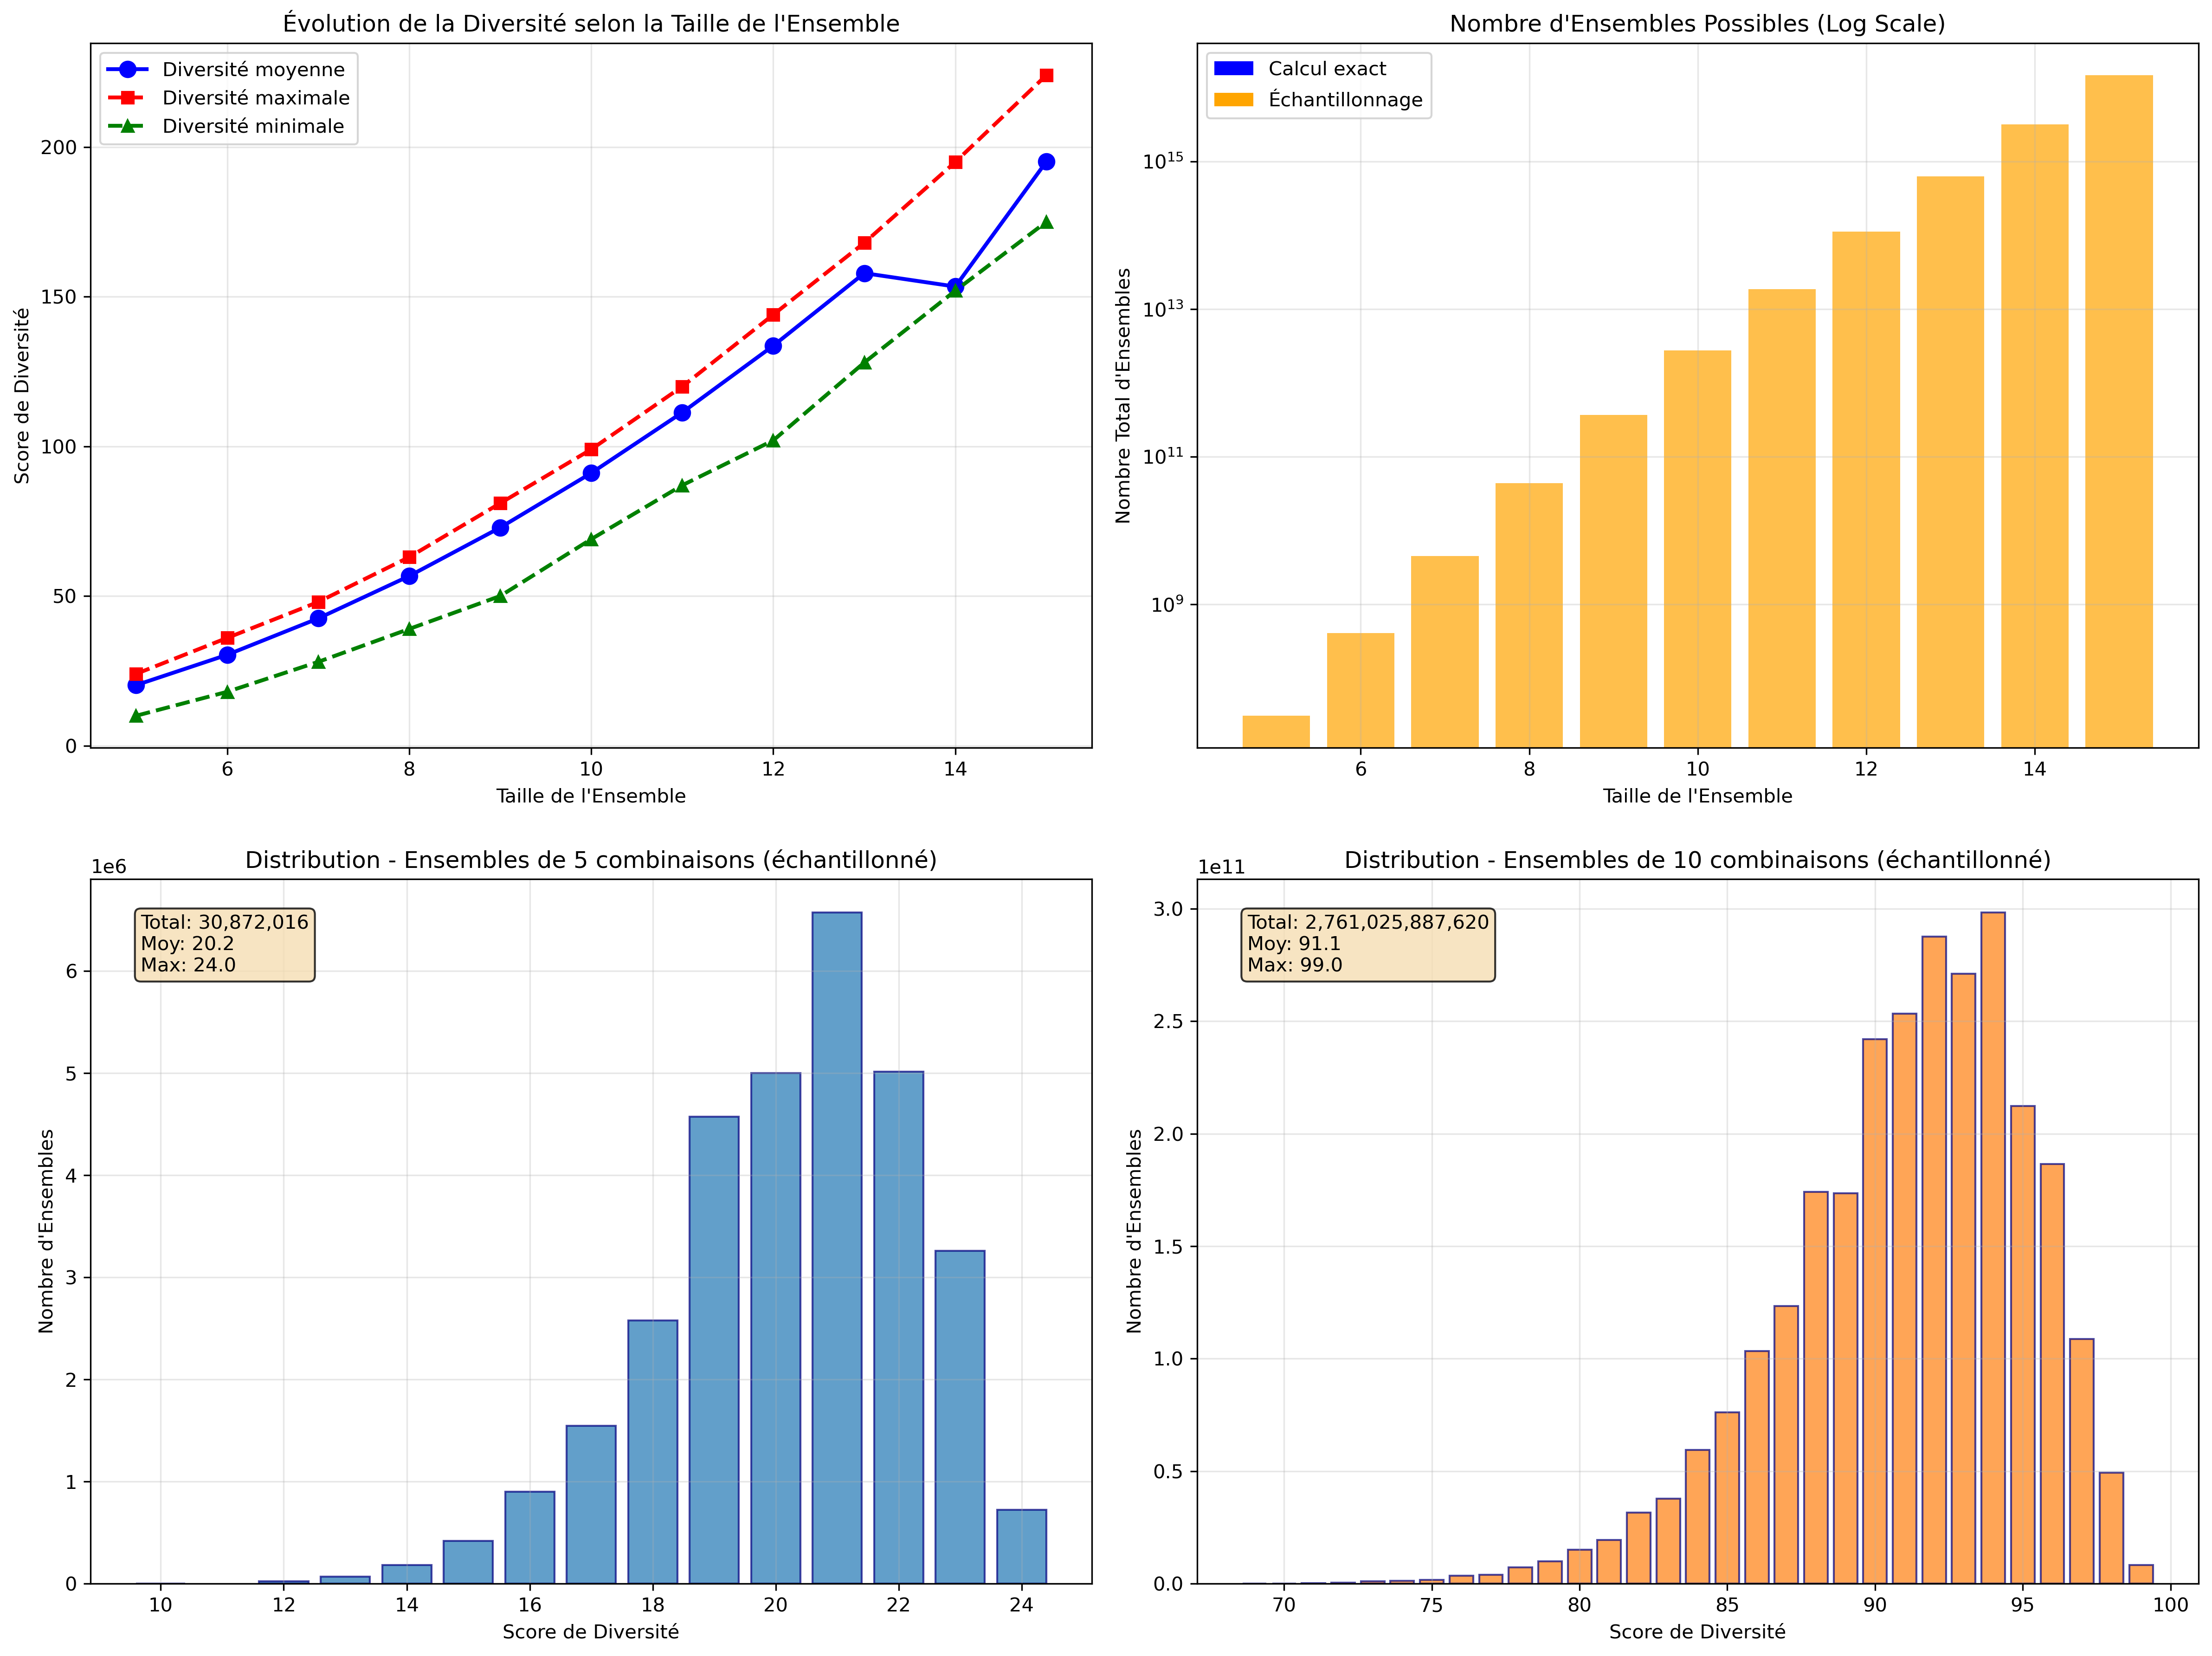 Évolution de la Diversité selon la Taille de l'Ensemble
Diversité moyenne
Diversité maximale
Diversité minimale
200
150
100
50
0
Score de Diversité
6 8 10 12 14
Taille de l'Ensemble
Nombre d'Ensembles Possibles (Log Scale)
Calcul exact
Échantillonnage
10^15
10^13
10^11
10^9
Nombre Total d'Ensembles
6 8 10 12 14
Taille de l'Ensemble
Distribution - Ensembles de 5 combinaisons (échantillonné)
1e6
Total: 30,872,016
Moy: 20.2
Max: 24.0
6
5
4
3
2
1
0
Nombre d'Ensembles
10 12 14 16 18 20 22 24
Score de Diversité
Distribution - Ensembles de 10 combinaisons (échantillonné)
1e11
Total: 2,761,025,887,620
Moy: 91.1
Max: 99.0
3.0
2.5
2.0
1.5
1.0
0.5
0.0
Nombre d'Ensembles
70 75 80 85 90 95 100
Score de Diversité